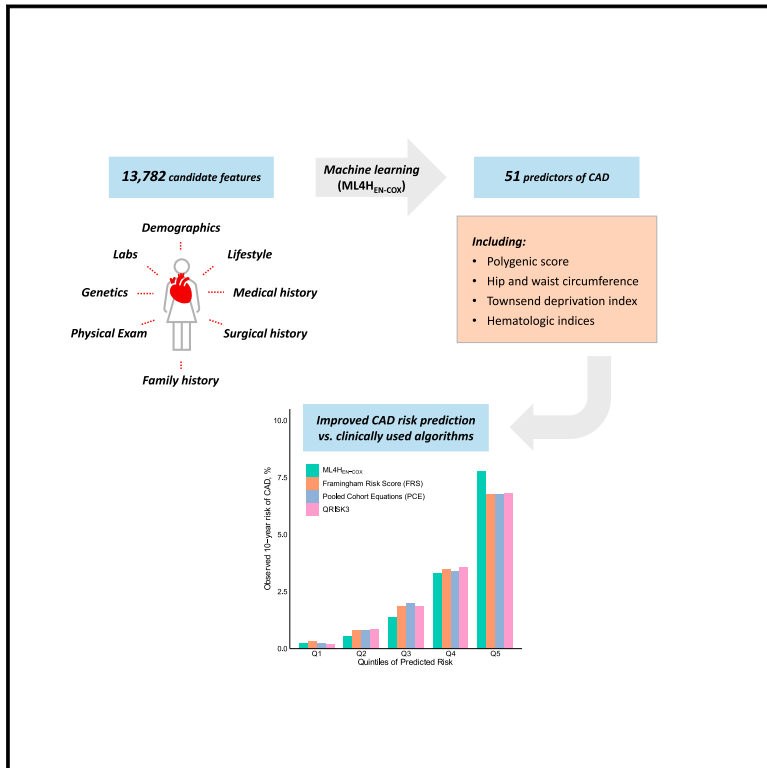 13,782 candidate features
Machine learning
(ML4H_EN-COX)
51 predictors of CAD
Demographics
Labs
Lifestyle
Genetics
Medical history
Physical Exam
Surgical history
Family history
Including:
• Polygenic score
• Hip and waist circumference
• Townsend deprivation index
• Hematologic indices
Improved CAD risk prediction
vs. clinically used algorithms
ML4H_EN−COX
Framingham Risk Score (FRS)
Pooled Cohort Equations (PCE)
QRISK3
Observed 10−year risk of CAD, %
10.0
7.5
5.0
2.5
0.0
Q1 Q2 Q3 Q4 Q5
Quintiles of Predicted Risk